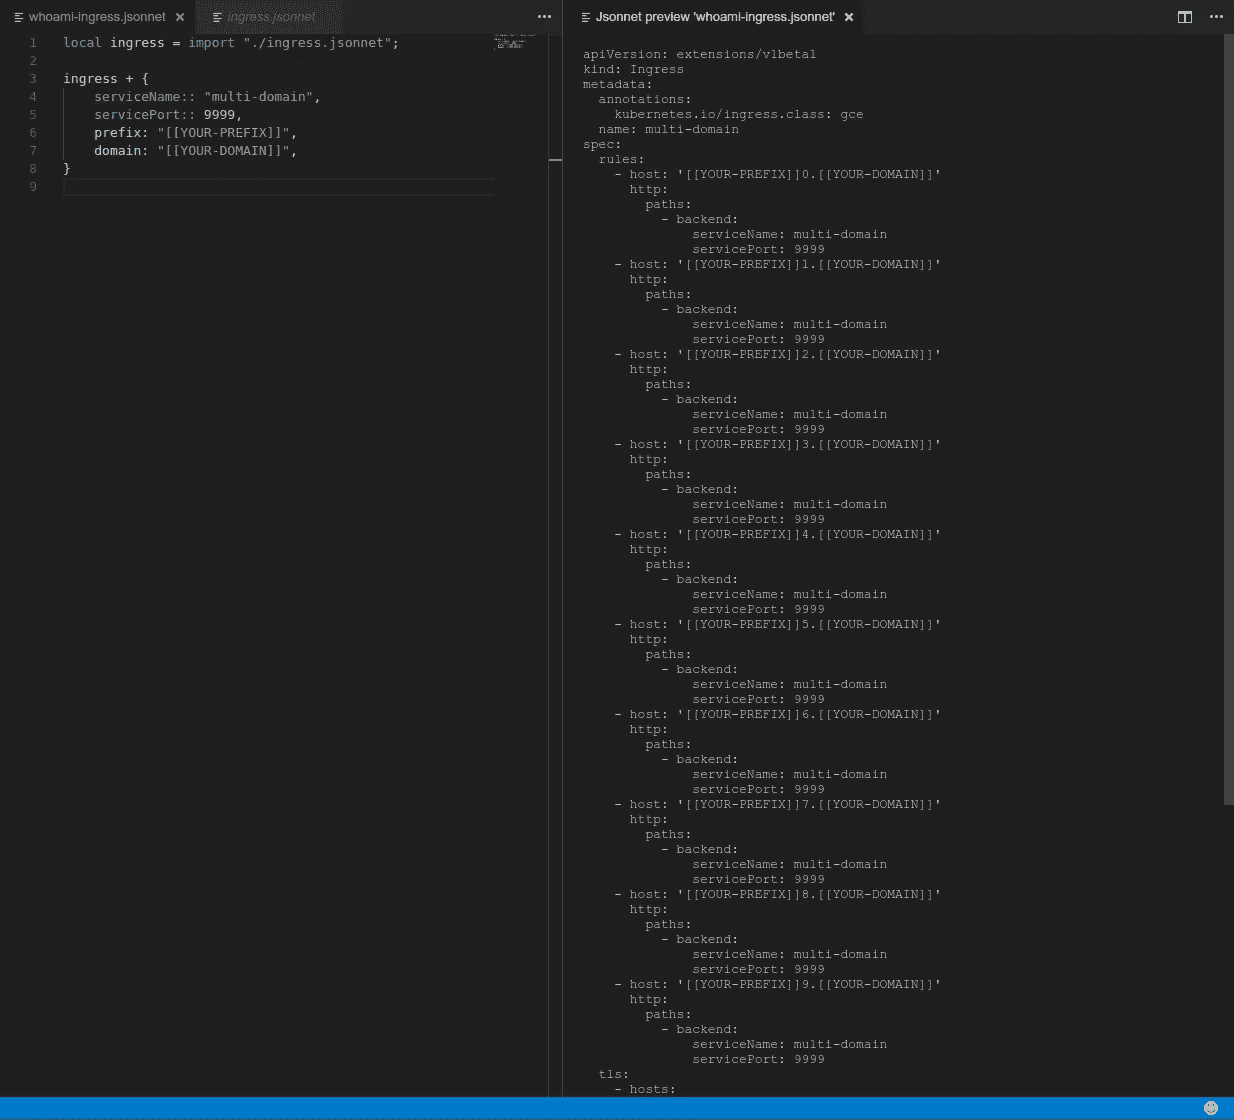 whoami-ingress.jsonnet
ingress.jsonnet
1 local ingress = import "./ingress.jsonnet";
2
3 ingress + {
4     serviceName:: "multi-domain",
5     servicePort:: 9999,
6     prefix: "[[YOUR-PREFIX]]",
7     domain: "[[YOUR-DOMAIN]]",
8 }
9
Jsonnet preview 'whoami-ingress.jsonnet'
apiVersion: extensions/v1beta1
kind: Ingress
metadata:
  annotations:
    kubernetes.io/ingress.class: gce
  name: multi-domain
spec:
  rules:
    - host: '[[YOUR-PREFIX]]0.[[YOUR-DOMAIN]]'
      http:
        paths:
          - backend:
              serviceName: multi-domain
              servicePort: 9999
    - host: '[[YOUR-PREFIX]]1.[[YOUR-DOMAIN]]'
      http:
        paths:
          - backend:
              serviceName: multi-domain
              servicePort: 9999
    - host: '[[YOUR-PREFIX]]2.[[YOUR-DOMAIN]]'
      http:
        paths:
          - backend:
              serviceName: multi-domain
              servicePort: 9999
    - host: '[[YOUR-PREFIX]]3.[[YOUR-DOMAIN]]'
      http:
        paths:
          - backend:
              serviceName: multi-domain
              servicePort: 9999
    - host: '[[YOUR-PREFIX]]4.[[YOUR-DOMAIN]]'
      http:
        paths:
          - backend:
              serviceName: multi-domain
              servicePort: 9999
    - host: '[[YOUR-PREFIX]]5.[[YOUR-DOMAIN]]'
      http:
        paths:
          - backend:
              serviceName: multi-domain
              servicePort: 9999
    - host: '[[YOUR-PREFIX]]6.[[YOUR-DOMAIN]]'
      http:
        paths:
          - backend:
              serviceName: multi-domain
              servicePort: 9999
    - host: '[[YOUR-PREFIX]]7.[[YOUR-DOMAIN]]'
      http:
        paths:
          - backend:
              serviceName: multi-domain
              servicePort: 9999
    - host: '[[YOUR-PREFIX]]8.[[YOUR-DOMAIN]]'
      http:
        paths:
          - backend:
              serviceName: multi-domain
              servicePort: 9999
    - host: '[[YOUR-PREFIX]]9.[[YOUR-DOMAIN]]'
      http:
        paths:
          - backend:
              serviceName: multi-domain
              servicePort: 9999
  tls:
    - hosts: